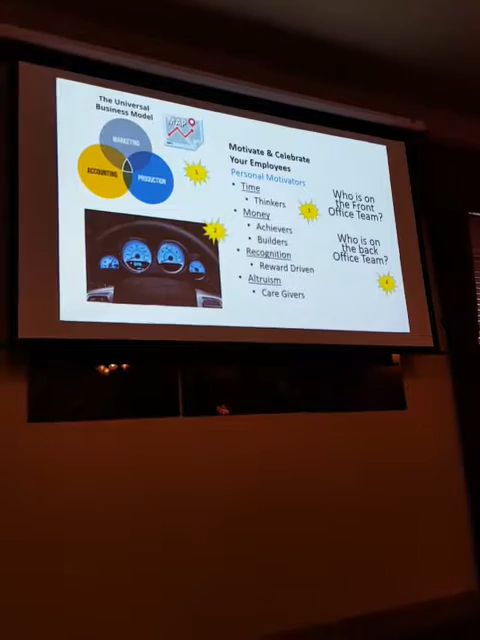 The Universal
Business Model
MARKETING
ACCOUNTING
PRODUCTION
MAP
1
2
Motivate & Celebrate
Your Employees
Personal Motivators
• Time
• Thinkers
• Money
• Achievers
• Builders
• Recognition
• Reward Driven
• Altruism
• Care Givers
3
Who is on
the Front
Office Team?
Who is on
the back
Office Team?
4